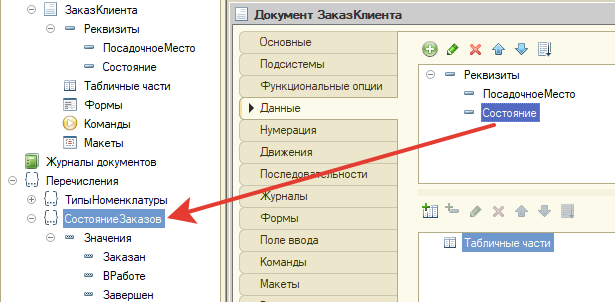 ЗаказКлиента
Реквизиты
ПосадочноеМесто
Состояние
Табличные части
Формы
Команды
Макеты
Журналы документов
Перечисления
ТипыНоменклатуры
СостояниеЗаказов
Значения
Заказан
ВРаботе
Завершен
Документ ЗаказКлиента
Основные
Подсистемы
Функциональные опции
Данные
Нумерация
Движения
Последовательности
Журналы
Формы
Поле ввода
Команды
Макеты
Реквизиты
ПосадочноеМесто
Состояние
Табличные части